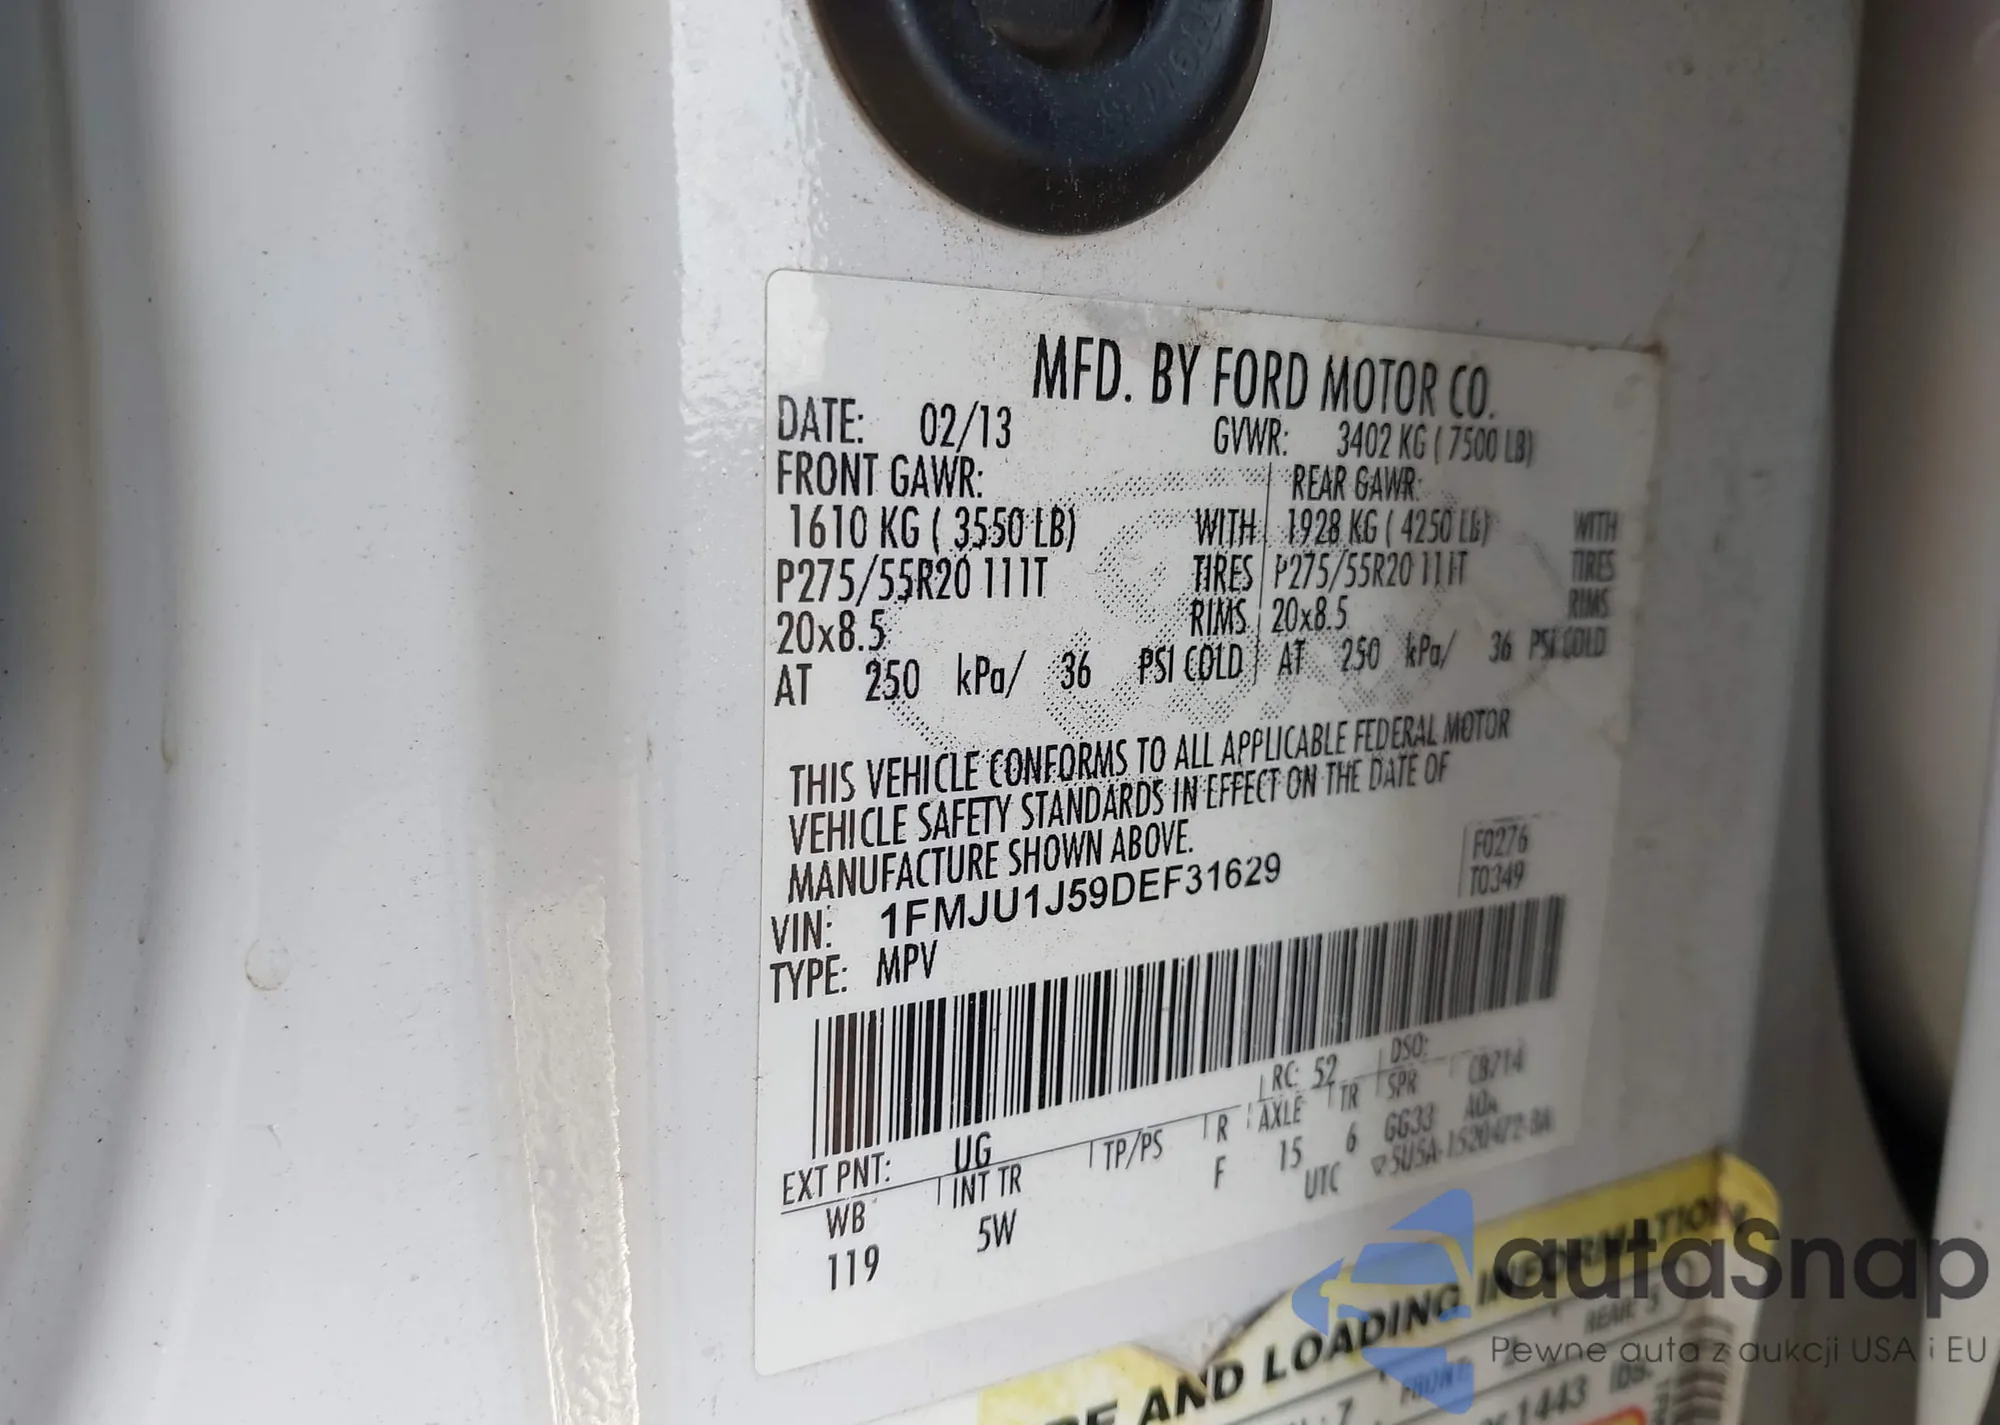 MFD. BY FORD MOTOR CO.
DATE: 02/13 GVWR: 3402 KG ( 7500 LB)
FRONT GAWR: REAR GAWR:
1610 KG ( 3550 LB) WITH 1928 KG ( 4250 LB) WITH
P275/55R20 111T TIRES P275/55R20 111T TIRES
20x8.5 RIMS 20x8.5 RIMS
AT 250 kPa/ 36 PSI COLD AT 250 kPa/ 36 PSI COLD
THIS VEHICLE CONFORMS TO ALL APPLICABLE FEDERAL MOTOR
VEHICLE SAFETY STANDARDS IN EFFECT ON THE DATE OF
MANUFACTURE SHOWN ABOVE.
F0276
T0349
VIN: 1FMJU1J59DEF31629
TYPE: MPV
EXT PNT: UG RC: 52 DSO:
WB INT TR TP/PS R AXLE TR SPR CB714
119 5W F 15 6 GG33
UTC
AND LOADING INFORMATION
REAR: 5
1443
autaSnap
Pewne auta z aukcji USA i EU